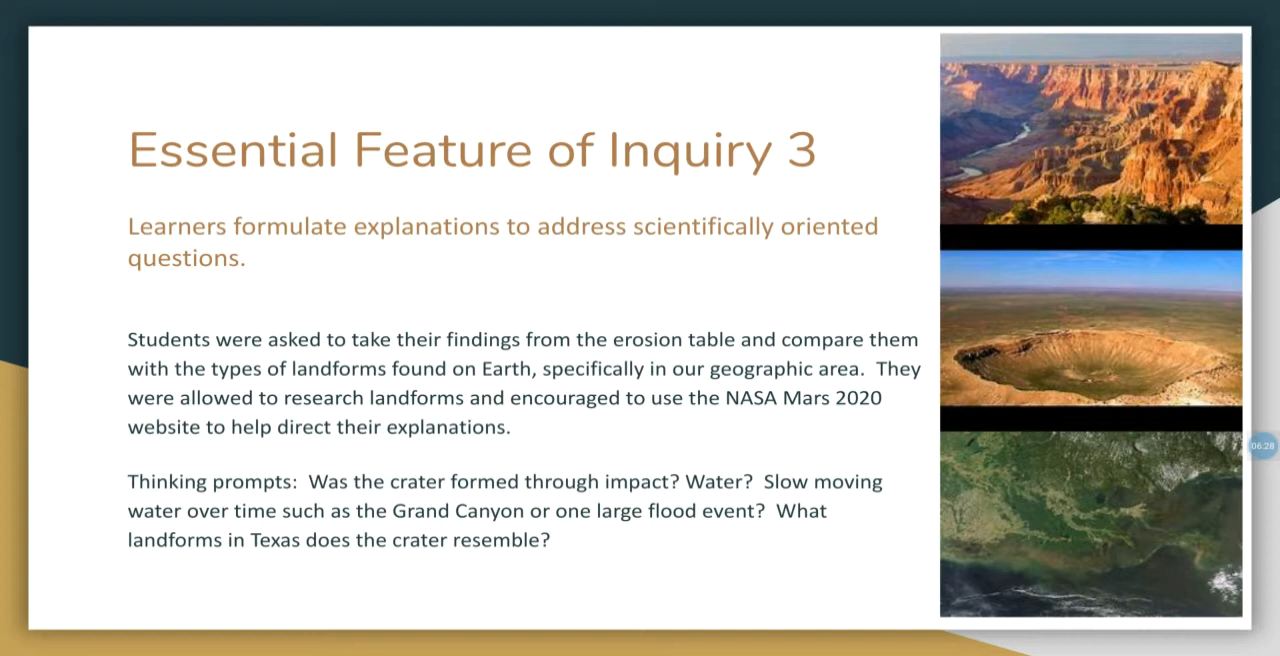 Essential Feature of Inquiry 3
Learners formulate explanations to address scientifically oriented
questions.
Students were asked to take their findings from the erosion table and compare them
with the types of landforms found on Earth, specifically in our geographic area.  They
were allowed to research landforms and encouraged to use the NASA Mars 2020
website to help direct their explanations.
Thinking prompts:  Was the crater formed through impact? Water?  Slow moving
water over time such as the Grand Canyon or one large flood event?  What
landforms in Texas does the crater resemble?
06:28